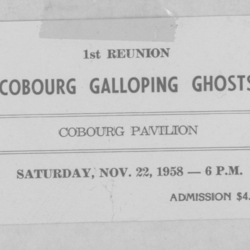 1st REUNION
COBOURG GALLOPING GHOSTS
COBOURG PAVILION
SATURDAY, NOV. 22, 1958 — 6 P.M.
ADMISSION $4.